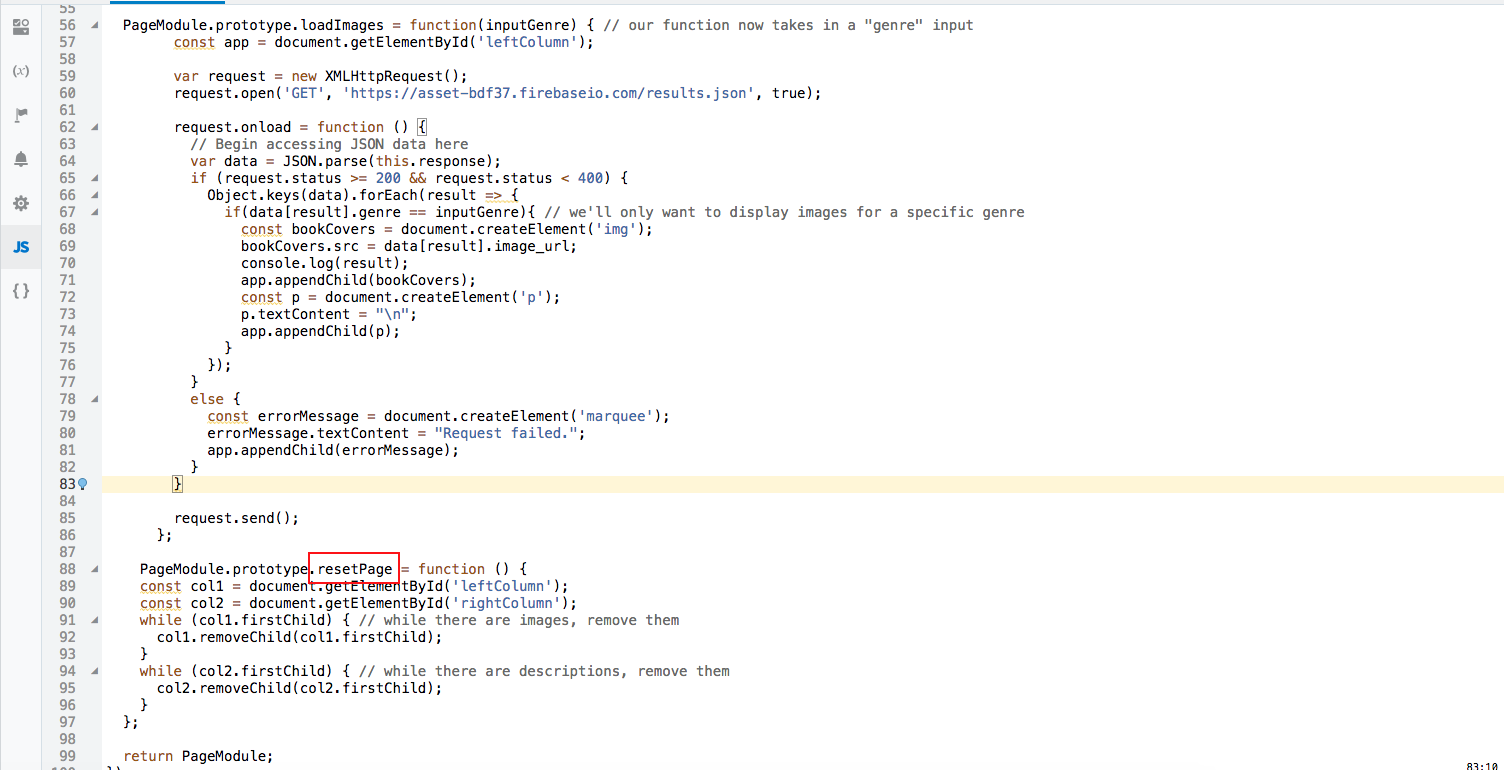 55
56 PageModule.prototype.loadImages = function(inputGenre) { // our function now takes in a "genre" input
57 const app = document.getElementById('leftColumn');
58
59 var request = new XMLHttpRequest();
60 request.open('GET', 'https://asset-bdf37.firebaseio.com/results.json', true);
61
62 request.onload = function () {
63 // Begin accessing JSON data here
64 var data = JSON.parse(this.response);
65 if (request.status >= 200 && request.status < 400) {
66 Object.keys(data).forEach(result => {
67 if(data[result].genre == inputGenre){ // we'll only want to display images for a specific genre
68 const bookCovers = document.createElement('img');
69 bookCovers.src = data[result].image_url;
70 console.log(result);
71 app.appendChild(bookCovers);
72 const p = document.createElement('p');
73 p.textContent = "\n";
74 app.appendChild(p);
75 }
76 });
77 }
78 else {
79 const errorMessage = document.createElement('marquee');
80 errorMessage.textContent = "Request failed.";
81 app.appendChild(errorMessage);
82 }
83 }
84
85 request.send();
86 };
87
88 PageModule.prototype.resetPage = function () {
89 const col1 = document.getElementById('leftColumn');
90 const col2 = document.getElementById('rightColumn');
91 while (col1.firstChild) { // while there are images, remove them
92 col1.removeChild(col1.firstChild);
93 }
94 while (col2.firstChild) { // while there are descriptions, remove them
95 col2.removeChild(col2.firstChild);
96 }
97 };
98
99 return PageModule;
(x)
JS
{ }
83:10